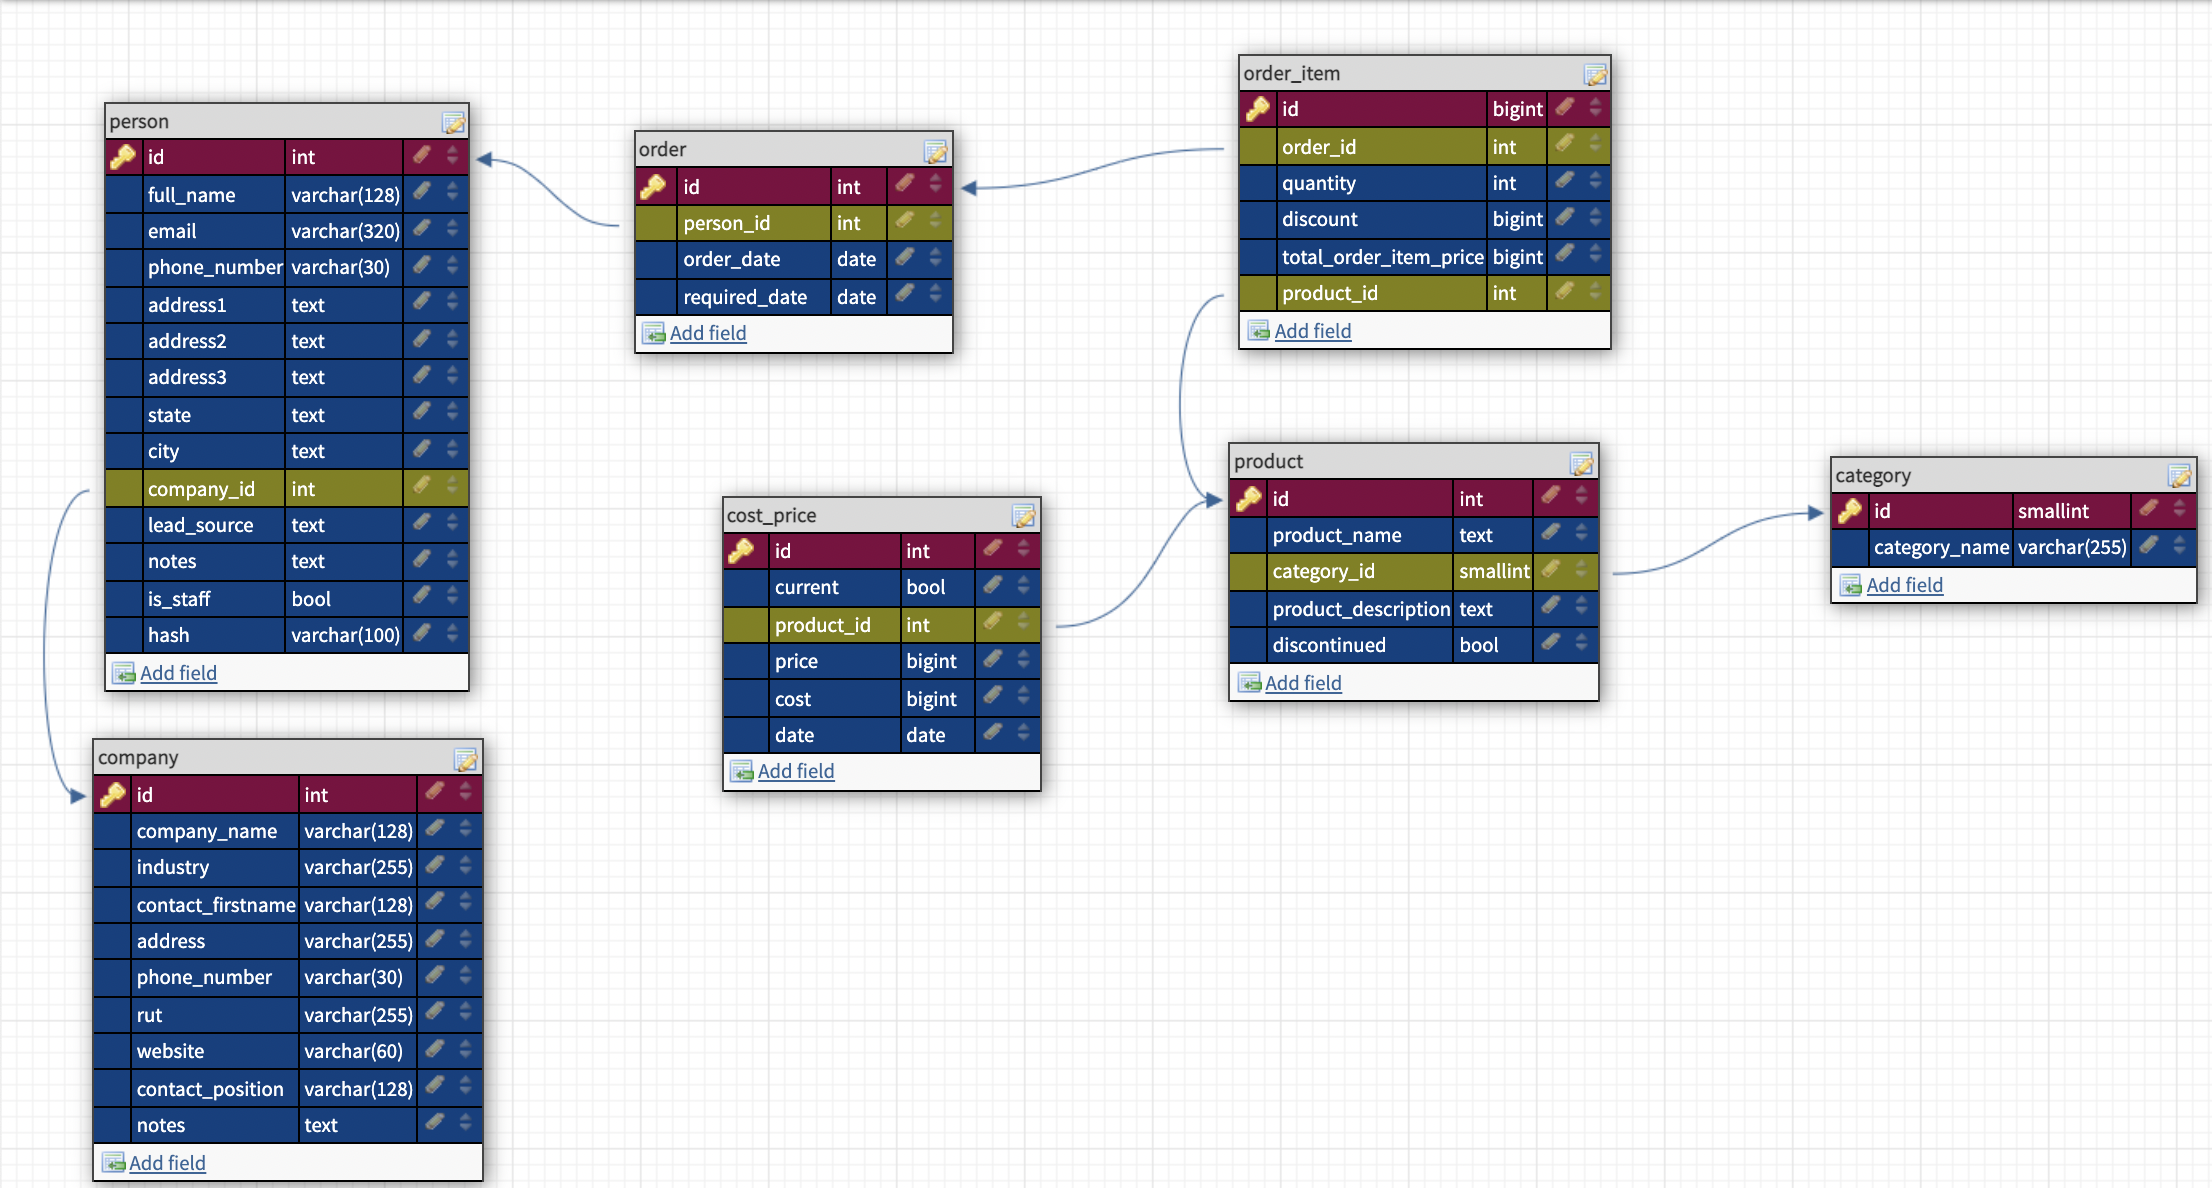 person
id int
full_name varchar(128)
email varchar(320)
phone_number varchar(30)
address1 text
address2 text
address3 text
state text
city text
company_id int
lead_source text
notes text
is_staff bool
hash varchar(100)
Add field
company
id int
company_name varchar(128)
industry varchar(255)
contact_firstname varchar(128)
address varchar(255)
phone_number varchar(30)
rut varchar(255)
website varchar(60)
contact_position varchar(128)
notes text
Add field
order
id int
person_id int
order_date date
required_date date
Add field
cost_price
id int
current bool
product_id int
price bigint
cost bigint
date date
Add field
order_item
id bigint
order_id int
quantity int
discount bigint
total_order_item_price bigint
product_id int
Add field
product
id int
product_name text
category_id smallint
product_description text
discontinued bool
Add field
category
id smallint
category_name varchar(255)
Add field